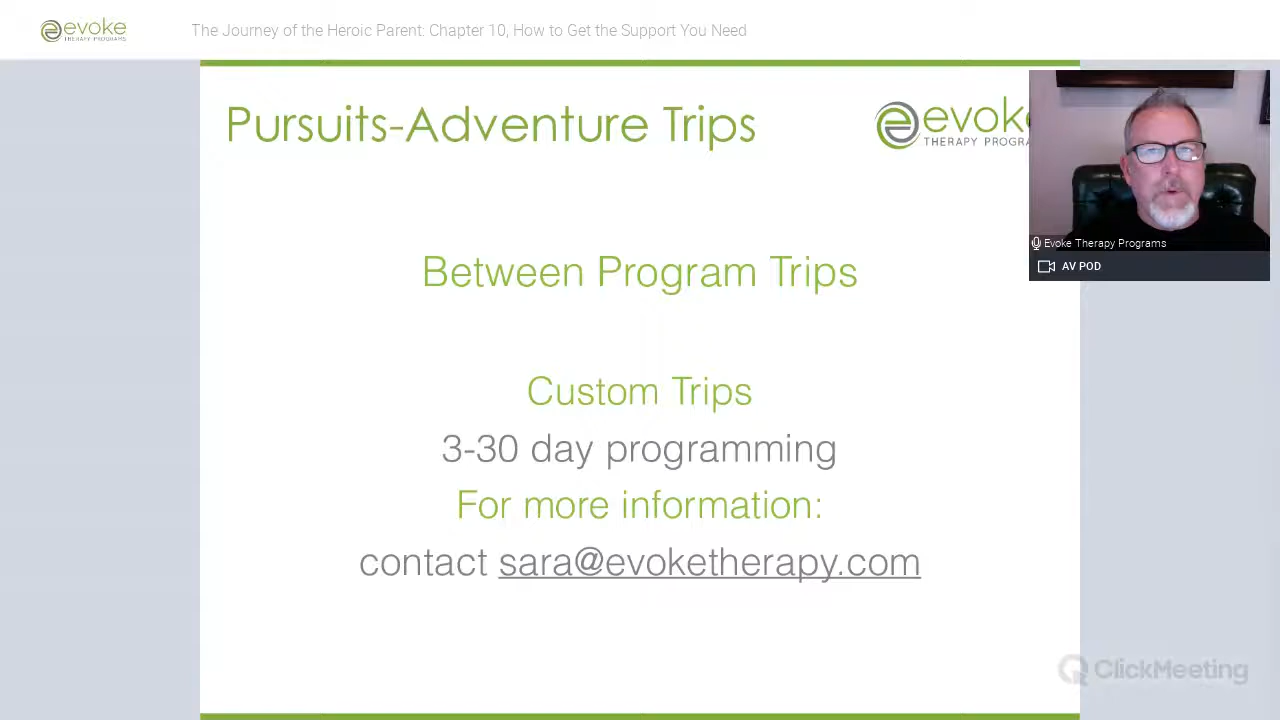 evoke
THERAPY PROGRAMS
The Journey of the Heroic Parent: Chapter 10, How to Get the Support You Need
Pursuits-Adventure Trips
evoke
THERAPY PROGRA
Evoke Therapy Programs
AV POD
Between Program Trips
Custom Trips
3-30 day programming
For more information:
contact sara@evoketherapy.com
ClickMeeting